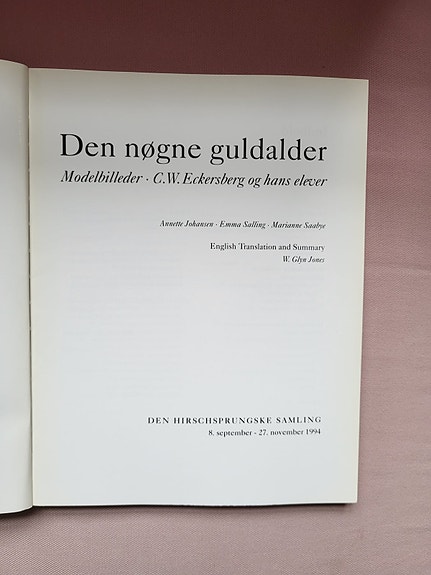 Den nøgne guldalder
Modelbilleder · C.W. Eckersberg og hans elever
Annette Johansen · Emma Salling · Marianne Saabye
English Translation and Summary
W. Glyn Jones
DEN HIRSCHSPRUNGSKE SAMLING
8. september - 27. november 1994